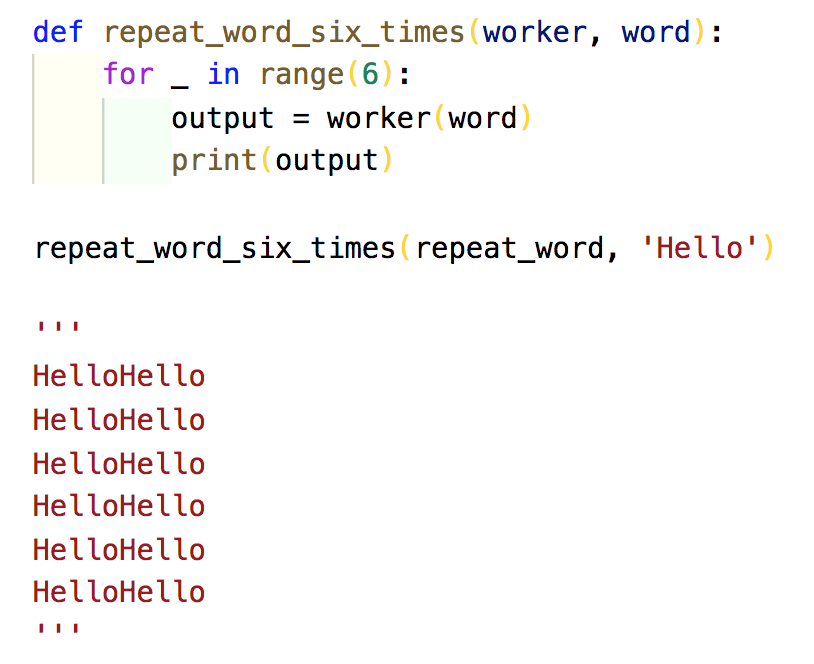 def repeat_word_six_times(worker, word):
    for _ in range(6):
        output = worker(word)
        print(output)
repeat_word_six_times(repeat_word, 'Hello')
'''
HelloHello
HelloHello
HelloHello
HelloHello
HelloHello
HelloHello
'''